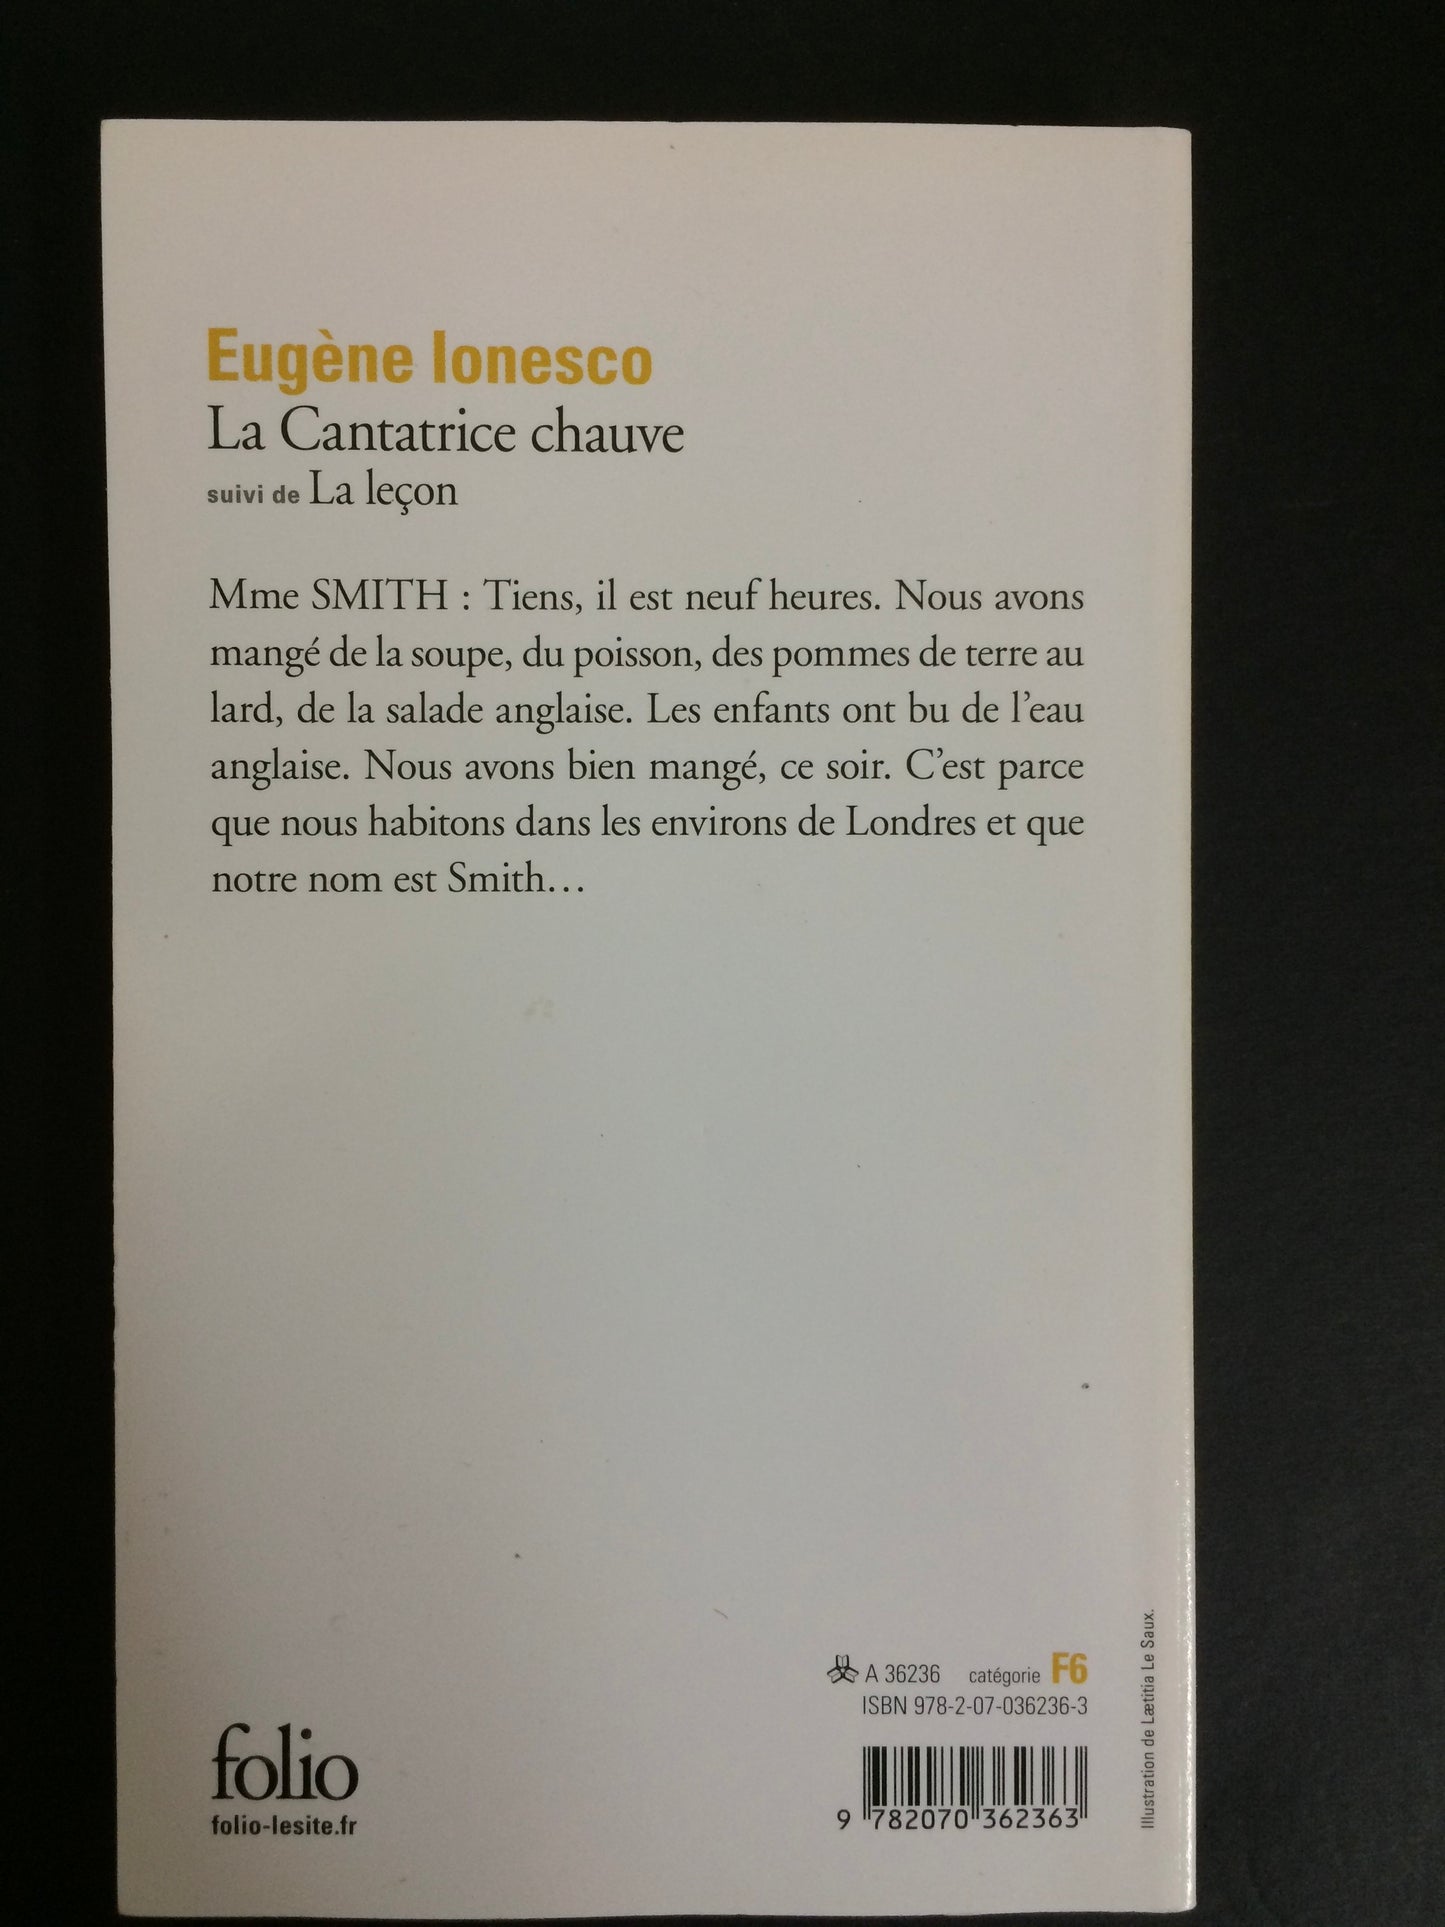 Eugène Ionesco
La Cantatrice chauve
suivi de La leçon
Mme SMITH : Tiens, il est neuf heures. Nous avons
mangé de la soupe, du poisson, des pommes de terre au
lard, de la salade anglaise. Les enfants ont bu de l’eau
anglaise. Nous avons bien mangé, ce soir. C’est parce
que nous habitons dans les environs de Londres et que
notre nom est Smith…
A 36236 catégorie F6
ISBN 978-2-07-036236-3
9 782070 362363
folio
folio-lesite.fr
Illustration de Lætitia Le Saux.